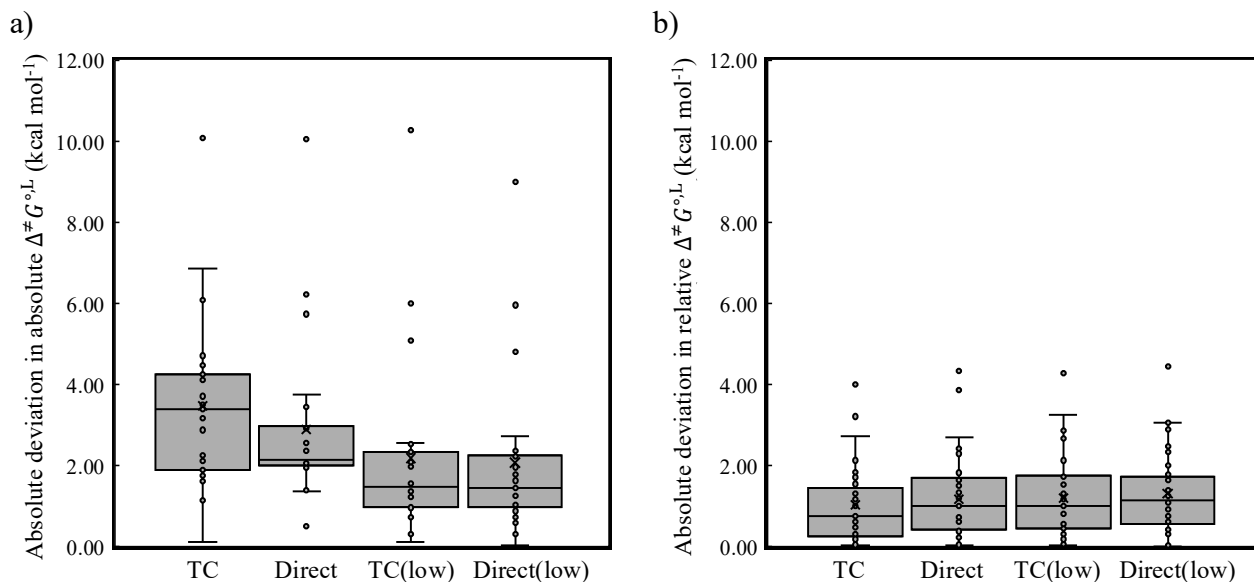 a)
Absolute deviation in absolute Δ≠G°,L (kcal mol-1)
12.00
10.00
8.00
6.00
4.00
2.00
0.00
TC Direct TC(low) Direct(low)
b)
Absolute deviation in relative Δ≠G°,L (kcal mol-1)
12.00
10.00
8.00
6.00
4.00
2.00
0.00
TC Direct TC(low) Direct(low)